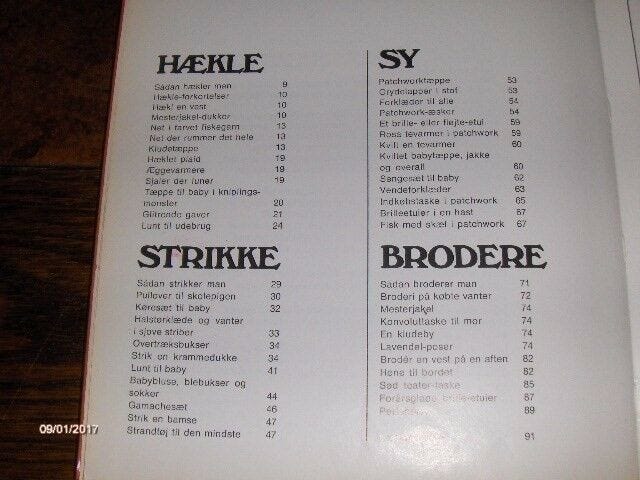 HÆKLE
Sådan hækler man 9
Hækle-forkortelser 10
Hækl en vest 10
Mesterjakel-dukker 10
Net i farvet fiskegarn 13
Net der rummer det hele 13
Kludetæppe 13
Hæklet plaid 19
Æggevarmere 19
Sjaler der luner 19
Tæppe til baby i kniplings-
mønster 20
Glitrende gaver 21
Lunt til udebrug 24
STRIKKE
Sådan strikker man 29
Pullover til skolepigen 30
Køresæt til baby 32
Halstørklæde og vanter
i sjove striber 33
Overtræksbukser 34
Strik en krammedukke 34
Lunt til baby 41
Babybluse, blebukser og
sokker 44
Gamachesæt 46
Strik en bamse 47
Strandtøj til den mindste 47
SY
Patchworktæppe 53
Grydelapper i stof 53
Forklæder til alle 54
Patchwork-æsker 54
Et brille- eller fløjte-etui 59
Rosa tevarmer i patchwork 59
Kvilt en tevarmer 60
Kviltet babytæppe, jakke
og overall 60
Sengesæt til baby 62
Vendeforklæder 63
Indkøbstaske i patchwork 65
Brilleetuier i en hast 67
Fisk med skæl i patchwork 67
BRODERE
Sådan broderer man 71
Broderi på købte vanter 72
Mesterjakel 74
Konvoluttaske til mor 74
En kludeby 74
Lavendel-poser 74
Brodér en vest på en aften 82
Høne til bordet 82
Sød teater-taske 85
Forårsglade brille-etuier 87
89
91
09/01/2017